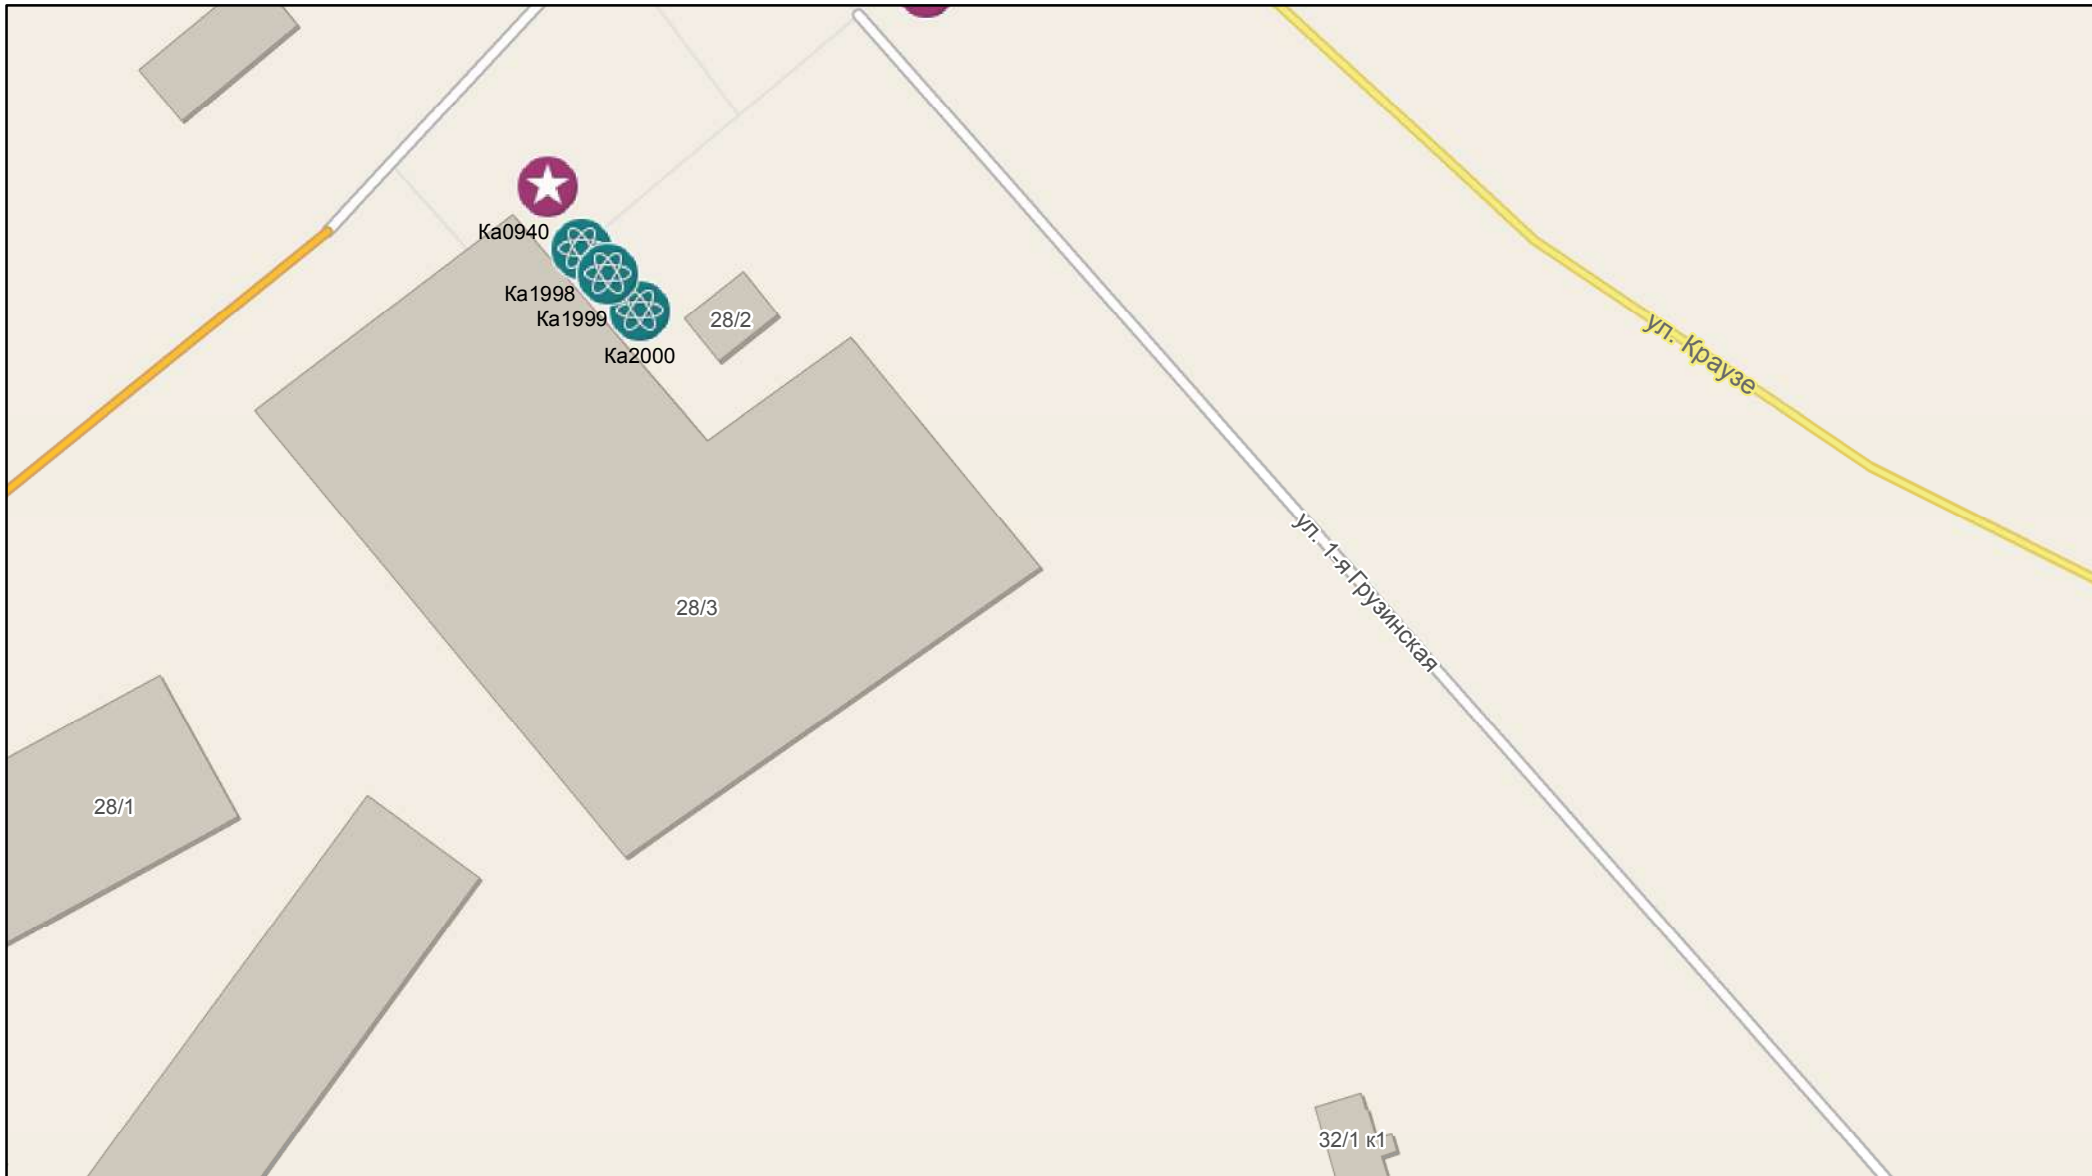 Ка0940
Ка1998
Ка1999
28/2
Ка2000
ул. Краузе
ул. 1-я Грузинская
28/3
28/1
32/1 к1